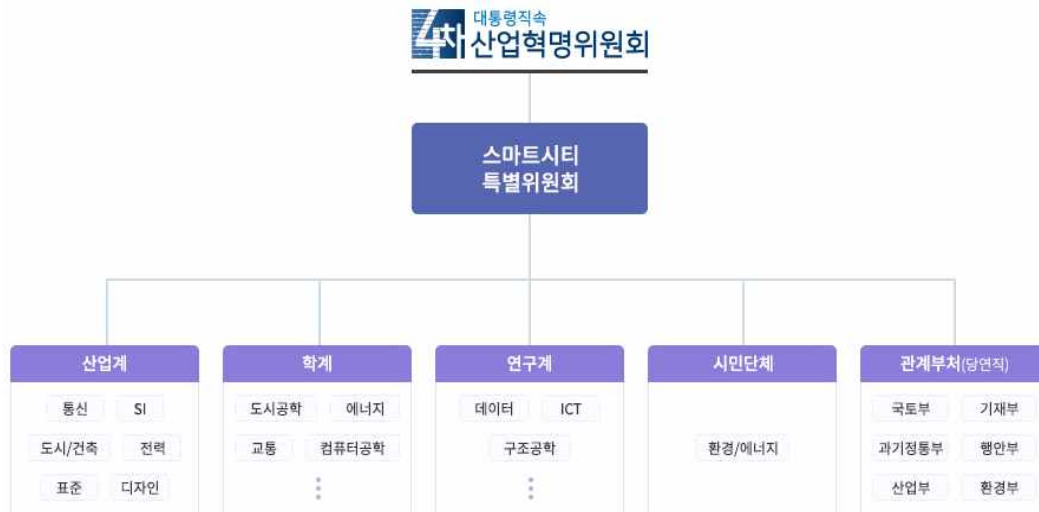 대통령직속
4차 산업혁명위원회
스마트시티
특별위원회
산업계
통신 SI
도시/건축 전력
표준 디자인
학계
도시공학 에너지
교통 컴퓨터공학
연구계
데이터 ICT
구조공학
시민단체
환경/에너지
관계부처(당연직)
국토부 기재부
과기정통부 행안부
산업부 환경부